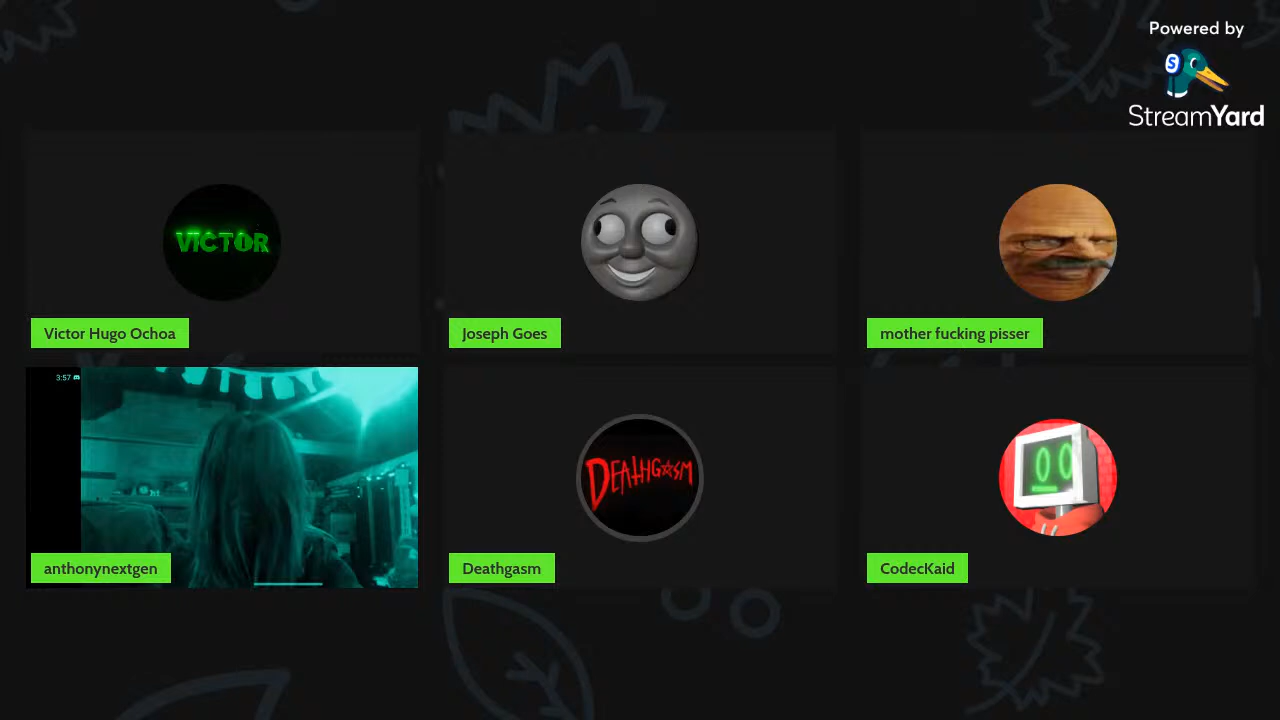 Powered by
StreamYard
S
VICTOR
Victor Hugo Ochoa
Joseph Goes
mother fucking pisser
3:57
anthonynextgen
DEATHGASM
Deathgasm
CodecKaid